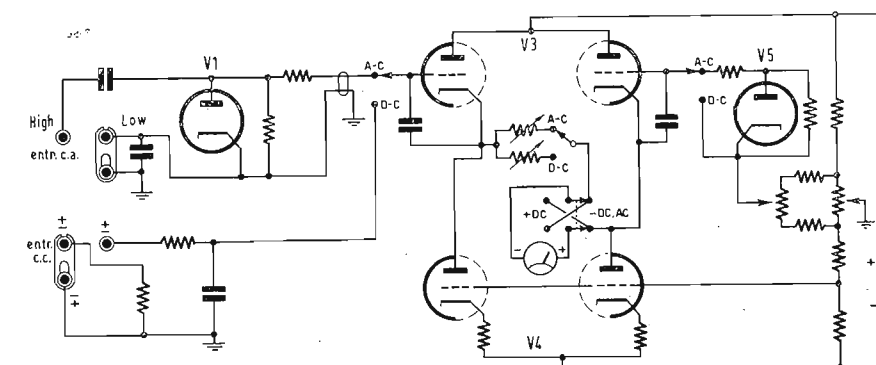 V1
V3
V5
A-C
A-C
High
Low
D-C
D-C
entr. c.a.
A-C
D-C
+DC
-DC,AC
±
±
entr.
c.c.
- +
∓
+
-
V4